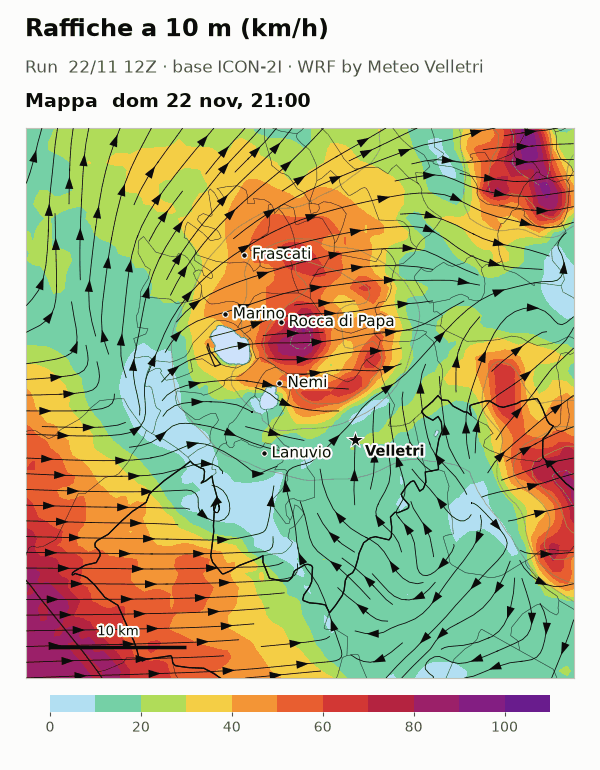 Raffiche a 10 m (km/h)
Run  22/11 12Z · base ICON-2I · WRF by Meteo Velletri
Mappa  dom 22 nov, 21:00
Frascati
Marino
Rocca di Papa
Nemi
Velletri
Lanuvio
10 km
0 20 40 60 80 100